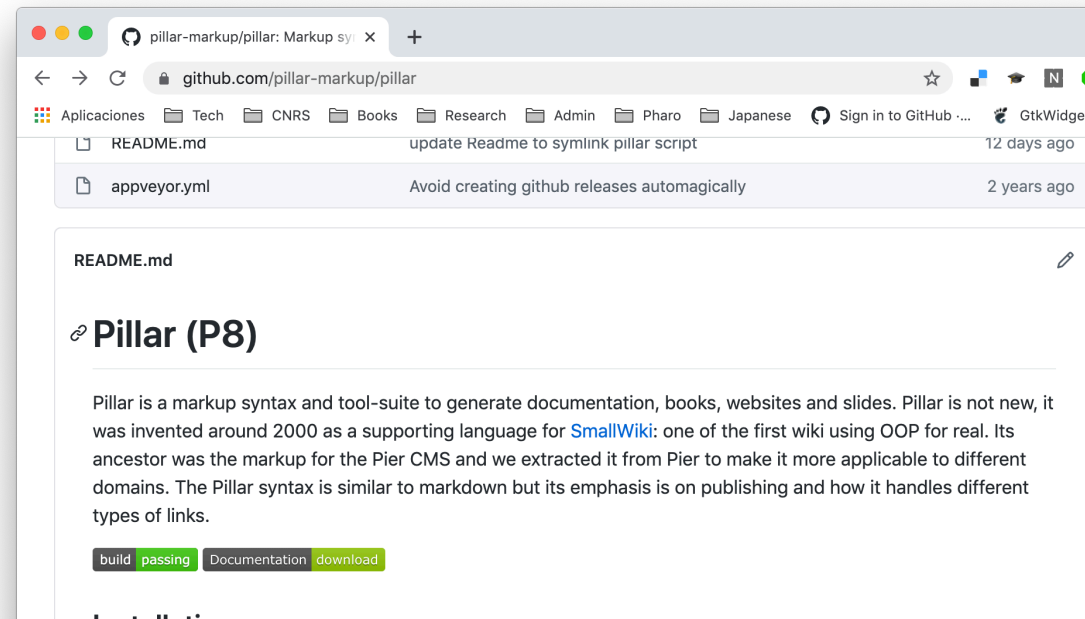 pillar-markup/pillar: Markup sy
github.com/pillar-markup/pillar
Aplicaciones Tech CNRS Books Research Admin Pharo Japanese Sign in to GitHub ·... GtkWidge
README.md update Readme to symlink pillar script 12 days ago
appveyor.yml Avoid creating github releases automagically 2 years ago
README.md
Pillar (P8)
Pillar is a markup syntax and tool-suite to generate documentation, books, websites and slides. Pillar is not new, it
was invented around 2000 as a supporting language for SmallWiki: one of the first wiki using OOP for real. Its
ancestor was the markup for the Pier CMS and we extracted it from Pier to make it more applicable to different
domains. The Pillar syntax is similar to markdown but its emphasis is on publishing and how it handles different
types of links.
build passing Documentation download